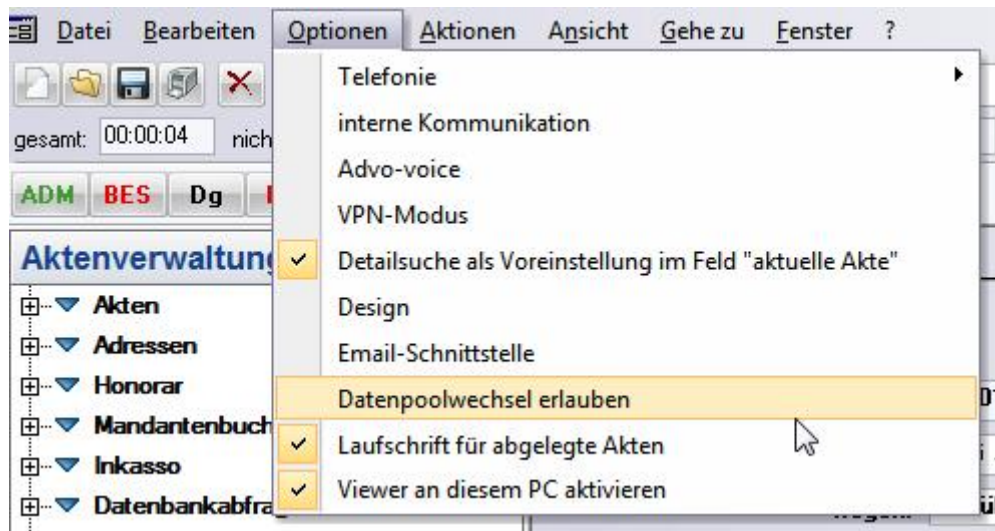 Datei Bearbeiten Optionen Aktionen Ansicht Gehe zu Fenster ?
Telefonie
interne Kommunikation
gesamt: 00:00:04
Advo-voice
ADM BES Dg
VPN-Modus
Aktenverwaltung
Detailsuche als Voreinstellung im Feld "aktuelle Akte"
Akten
Design
Adressen
Email-Schnittstelle
Honorar
Datenpoolwechsel erlauben
Mandantenbuch
Laufschrift für abgelegte Akten
Inkasso
Viewer an diesem PC aktivieren
Datenbankabfra